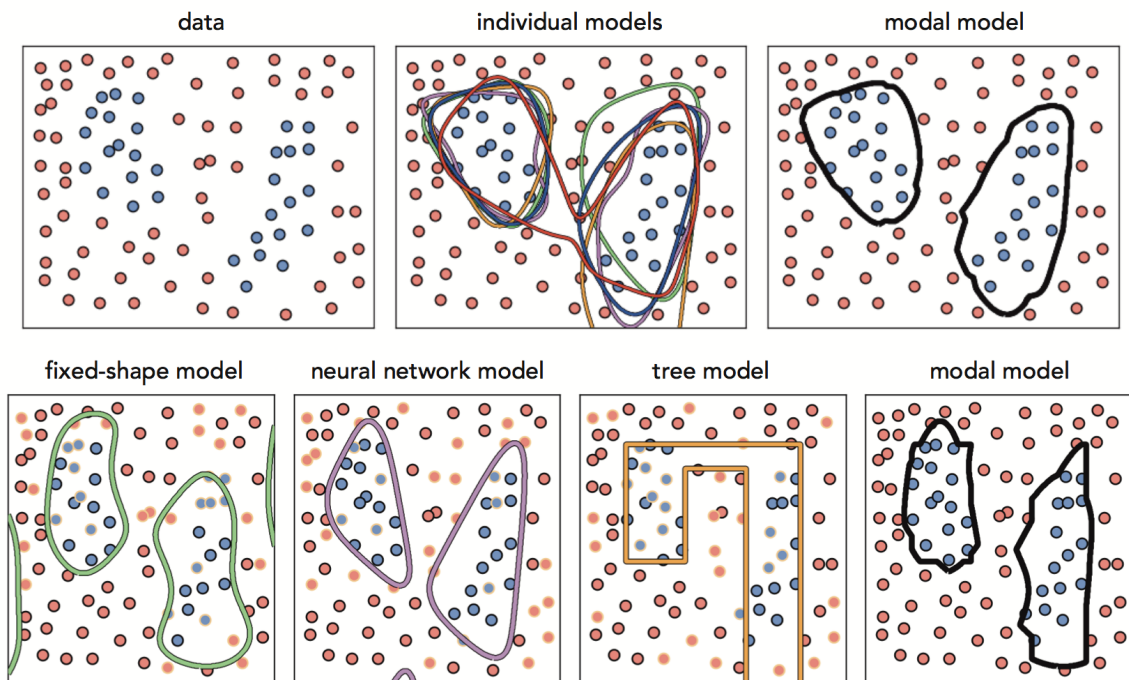 data
individual models
modal model
fixed-shape model
neural network model
tree model
modal model